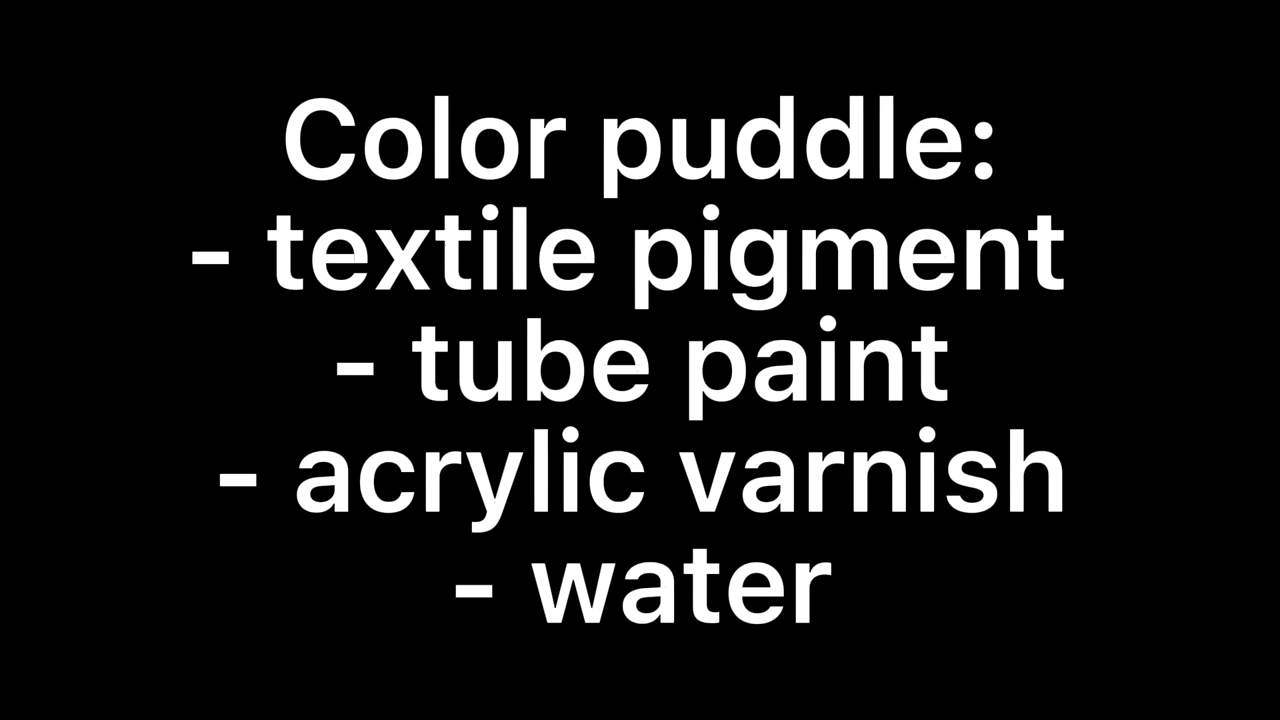 Color puddle:
- textile pigment
- tube paint
- acrylic varnish
- water